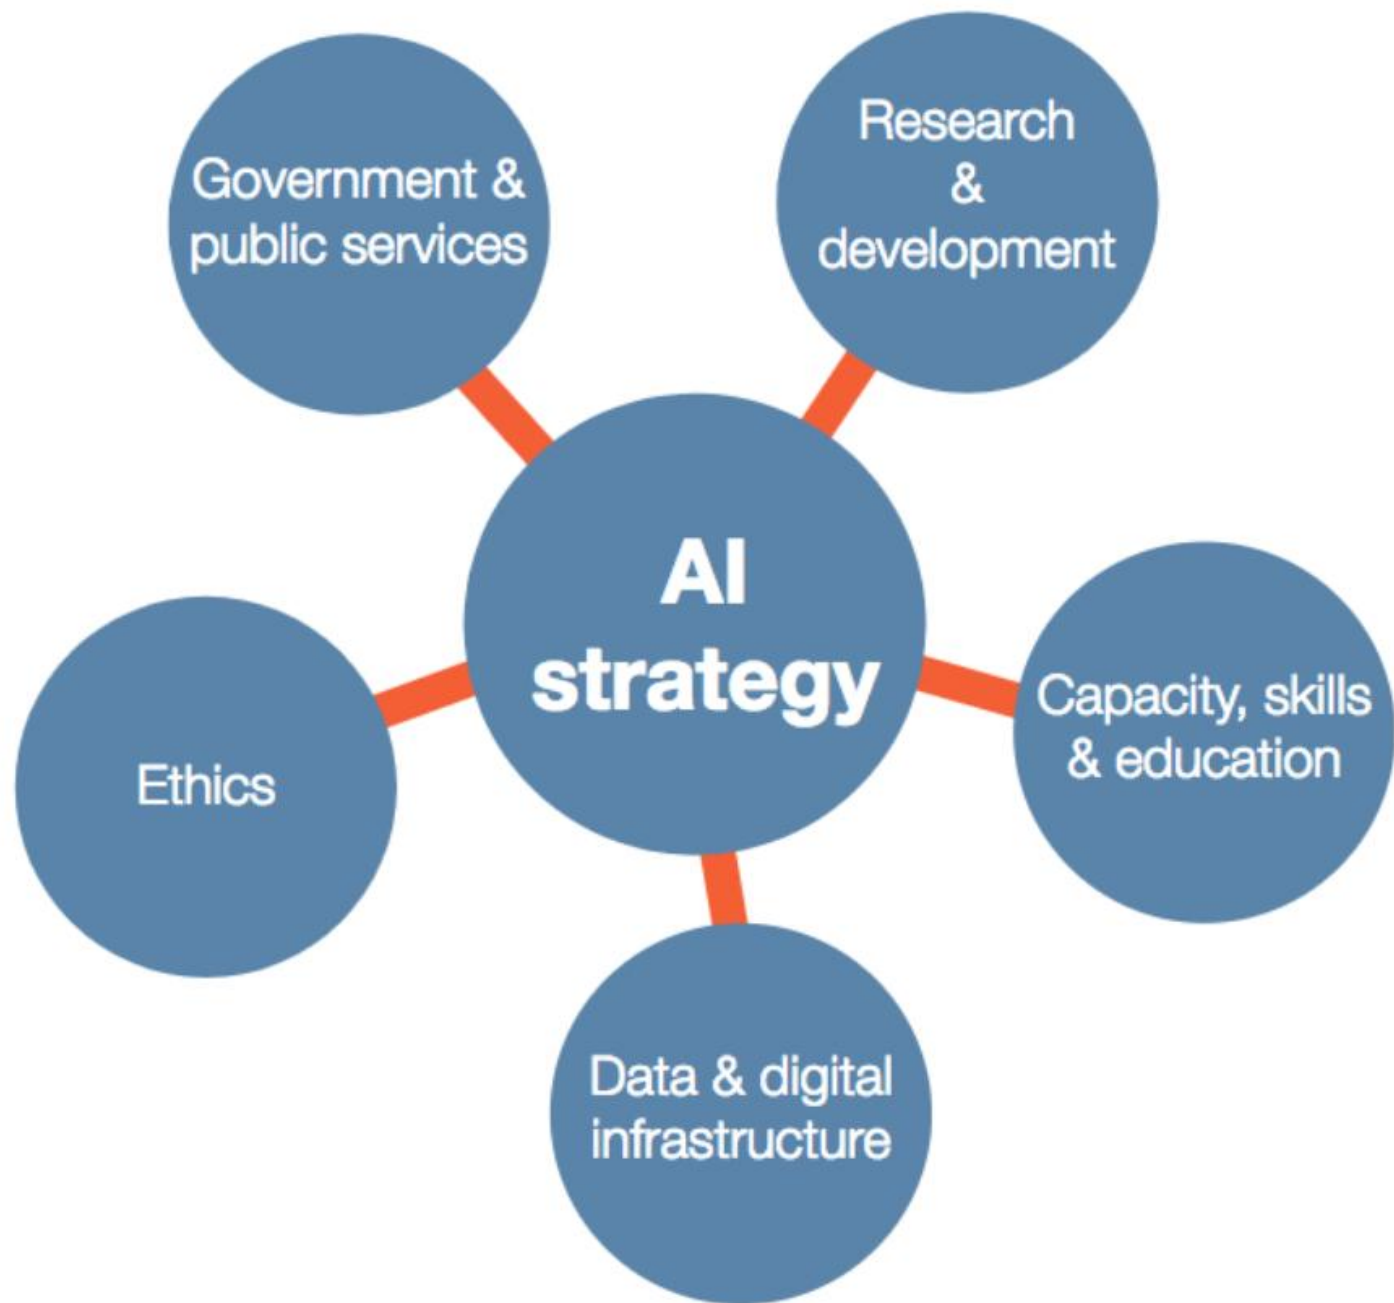 Government &
public services
Research
&
development
AI
strategy
Capacity, skills
& education
Ethics
Data & digital
infrastructure